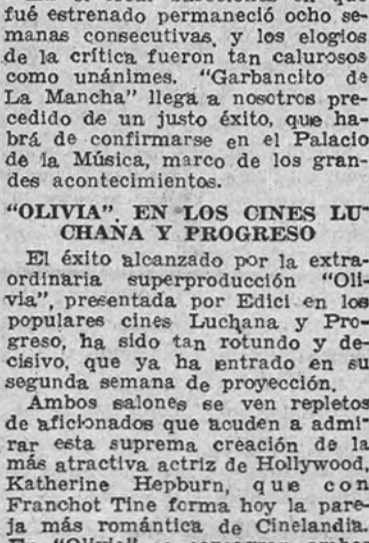 fué estrenado permaneció ocho se-
manas consecutivas, y los elogios
de la crítica fueron tan calurosos
como unánimes. "Garbancito de
La Mancha" llega a nosotros pre-
cedido de un justo éxito, que ha-
brá de confirmarse en el Palacio
de la Música, marco de los gran-
des acontecimientos.
"OLIVIA", EN LOS CINES LU-
CHANA Y PROGRESO
El éxito alcanzado por la extra-
ordinaria superproducción "Oli-
via", presentada por Edici en los
populares cines Luchana y Pro-
greso, ha sido tan rotundo y de-
cisivo, que ya ha entrado en su
segunda semana de proyección.
Ambos salones se ven repletos
de aficionados que acuden a admi-
rar esta suprema creación de la
más atractiva actriz de Hollywood,
Katherine Hepburn, que con
Franchot Tine forma hoy la pare-
ja más romántica de Cinelandia.